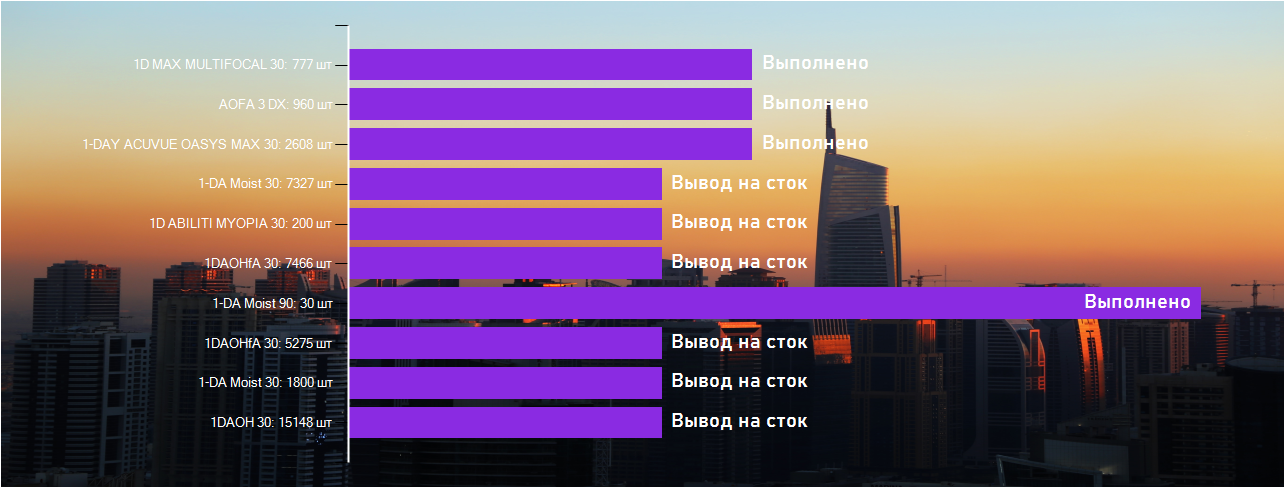 1D MAX MULTIFOCAL 30: 777 шт Выполнено
AOFA 3 DX: 960 шт Выполнено
1-DAY ACUVUE OASYS MAX 30: 2608 шт Выполнено
1-DA Moist 30: 7327 шт Вывод на сток
1D ABILITI MYOPIA 30: 200 шт Вывод на сток
1DAOHfA 30: 7466 шт Вывод на сток
1-DA Moist 90: 30 шт Выполнено
1DAOHfA 30: 5275 шт Вывод на сток
1-DA Moist 30: 1800 шт Вывод на сток
1DAOH 30: 15148 шт Вывод на сток